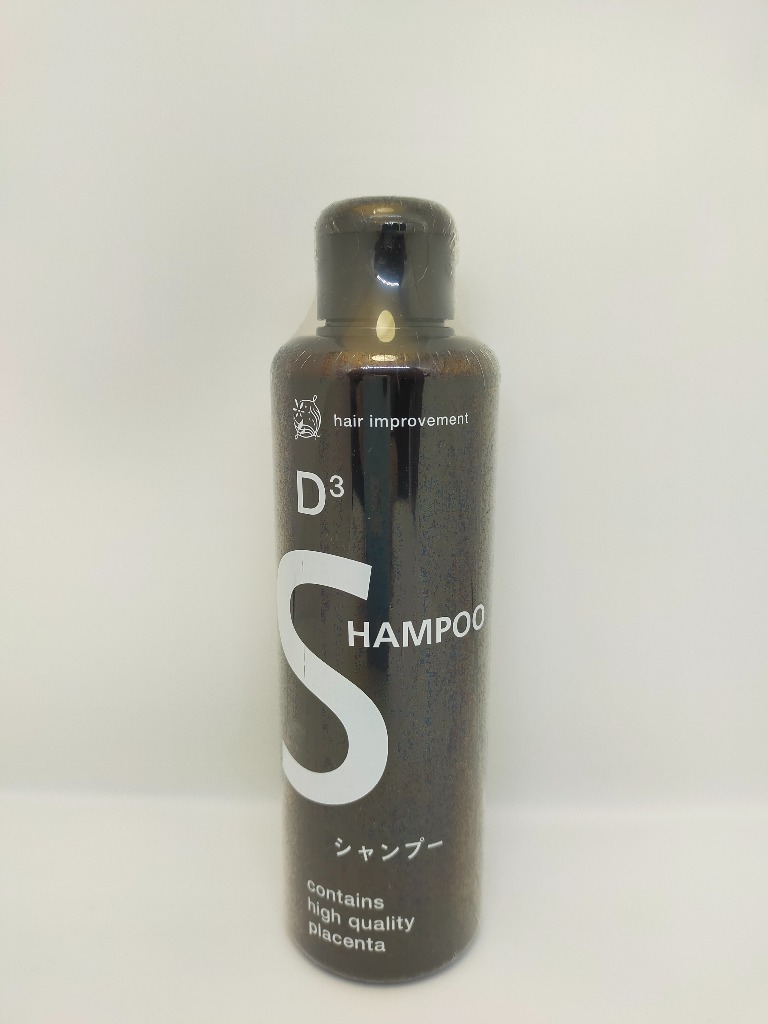 hair improvement
D³
SHAMPOO
シャンプー
contains
high quality
placenta